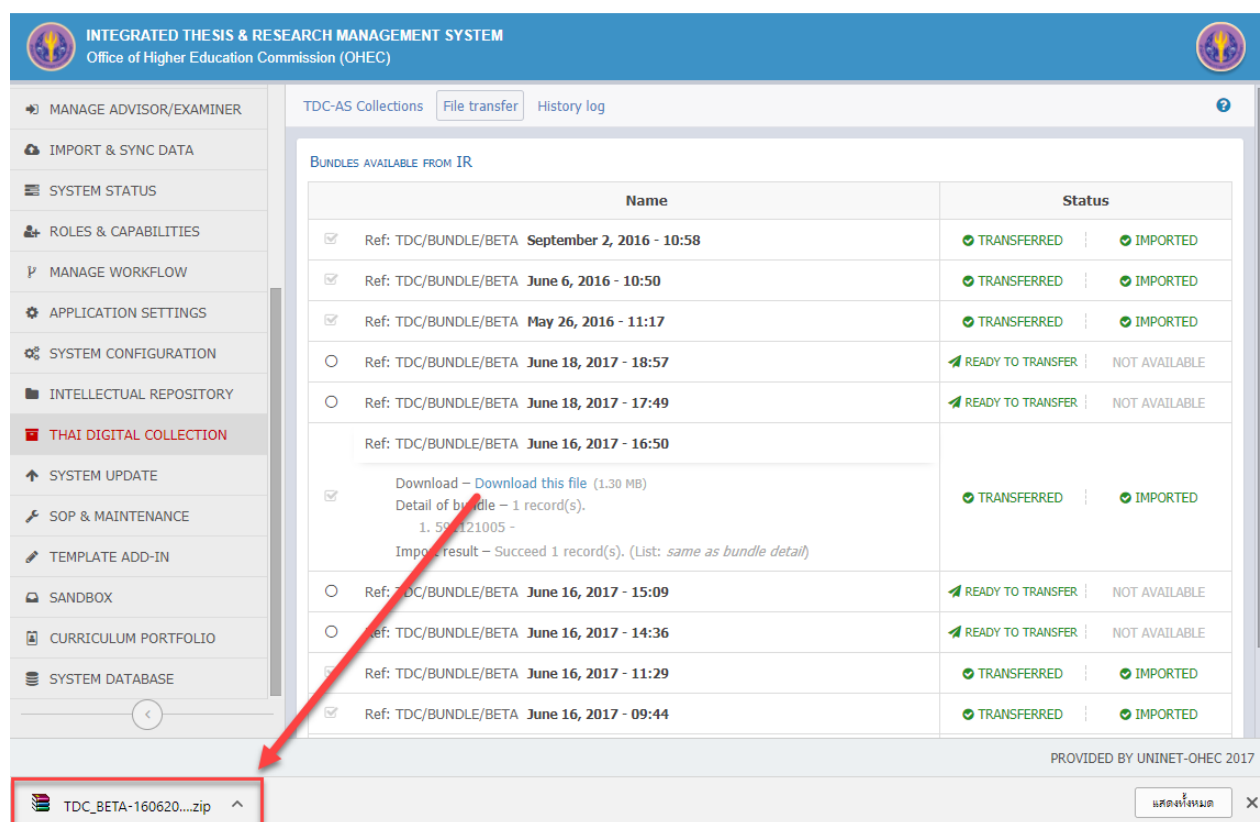 INTEGRATED THESIS & RESEARCH MANAGEMENT SYSTEM
Office of Higher Education Commission (OHEC)
MANAGE ADVISOR/EXAMINER
IMPORT & SYNC DATA
SYSTEM STATUS
ROLES & CAPABILITIES
MANAGE WORKFLOW
APPLICATION SETTINGS
SYSTEM CONFIGURATION
INTELLECTUAL REPOSITORY
THAI DIGITAL COLLECTION
SYSTEM UPDATE
SOP & MAINTENANCE
TEMPLATE ADD-IN
SANDBOX
CURRICULUM PORTFOLIO
SYSTEM DATABASE
TDC-AS Collections File transfer History log
BUNDLES AVAILABLE FROM IR
Name Status
Ref: TDC/BUNDLE/BETA September 2, 2016 - 10:58 TRANSFERRED IMPORTED
Ref: TDC/BUNDLE/BETA June 6, 2016 - 10:50 TRANSFERRED IMPORTED
Ref: TDC/BUNDLE/BETA May 26, 2016 - 11:17 TRANSFERRED IMPORTED
Ref: TDC/BUNDLE/BETA June 18, 2017 - 18:57 READY TO TRANSFER NOT AVAILABLE
Ref: TDC/BUNDLE/BETA June 18, 2017 - 17:49 READY TO TRANSFER NOT AVAILABLE
Ref: TDC/BUNDLE/BETA June 16, 2017 - 16:50
Download – Download this file (1.30 MB)
Detail of bundle – 1 record(s). TRANSFERRED IMPORTED
1. -
Import result – Succeed 1 record(s). (List: same as bundle detail)
Ref: TDC/BUNDLE/BETA June 16, 2017 - 15:09 READY TO TRANSFER NOT AVAILABLE
Ref: TDC/BUNDLE/BETA June 16, 2017 - 14:36 READY TO TRANSFER NOT AVAILABLE
Ref: TDC/BUNDLE/BETA June 16, 2017 - 11:29 TRANSFERRED IMPORTED
Ref: TDC/BUNDLE/BETA June 16, 2017 - 09:44 TRANSFERRED IMPORTED
PROVIDED BY UNINET-OHEC 2017
TDC_BETA-160620....zip
แสดงทั้งหมด